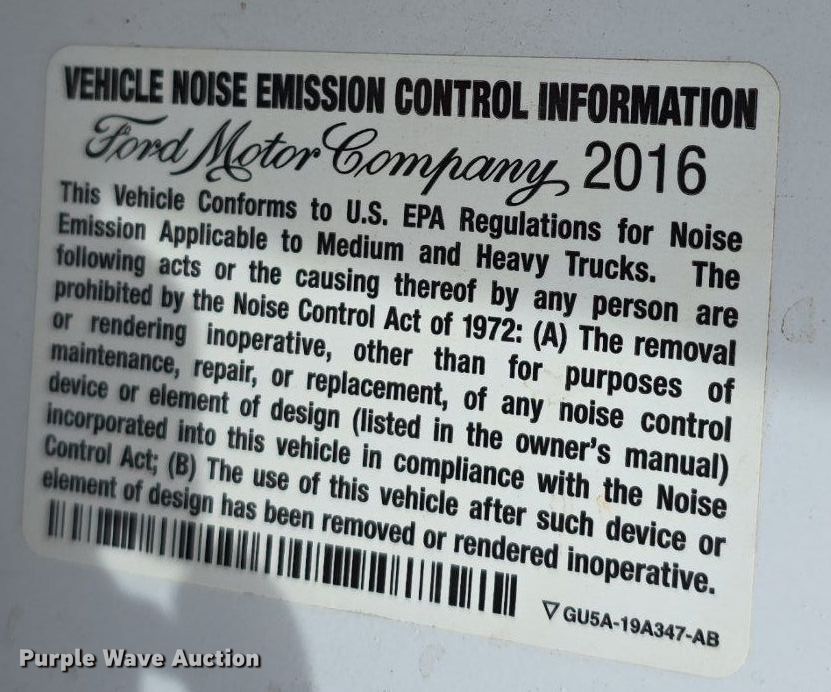 VEHICLE NOISE EMISSION CONTROL INFORMATION
Ford Motor Company 2016
This Vehicle Conforms to U.S. EPA Regulations for Noise
Emission Applicable to Medium and Heavy Trucks. The
following acts or the causing thereof by any person are
prohibited by the Noise Control Act of 1972: (A) The removal
or rendering inoperative, other than for purposes of
maintenance, repair, or replacement, of any noise control
device or element of design (listed in the owner's manual)
incorporated into this vehicle in compliance with the Noise
Control Act; (B) The use of this vehicle after such device or
element of design has been removed or rendered inoperative.
▽ GU5A-19A347-AB
Purple Wave Auction